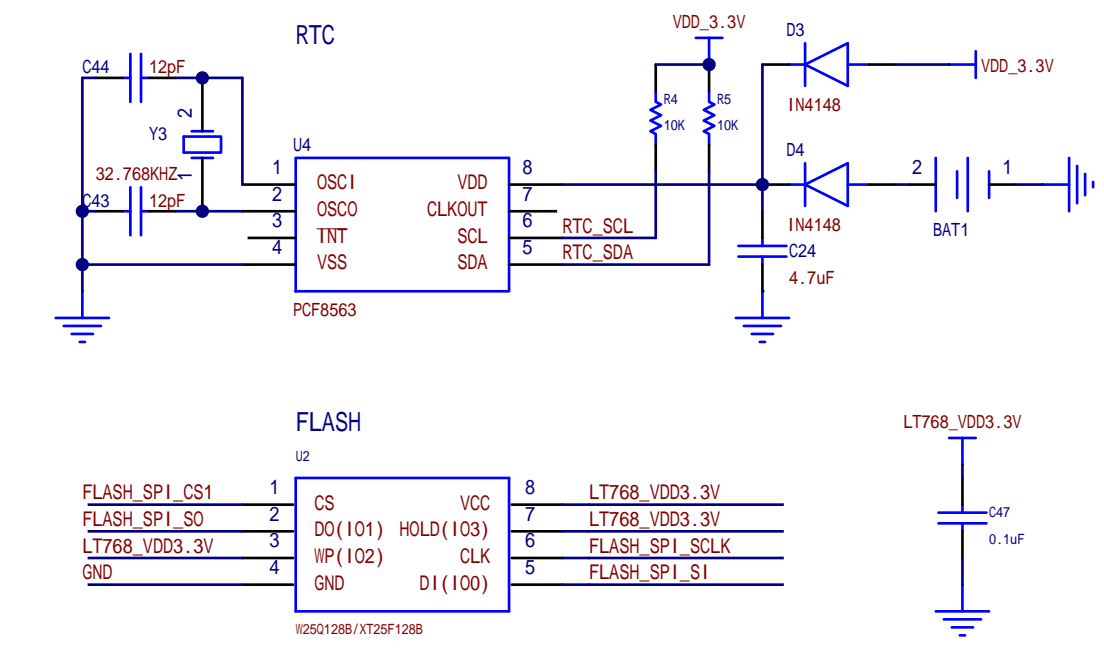 RTC
VDD_3.3V
D3
C44
12pF
VDD_3.3V
R4
R5
IN4148
2
10K
10K
Y3
U4
D4
1
8
2
1
32.768KHZ
1
OSCI
VDD
2
7
C43
12pF
OSCO
CLKOUT
3
6
RTC_SCL
IN4148
BAT1
TNT
SCL
4
5
RTC_SDA
C24
VSS
SDA
4.7uF
PCF8563
FLASH
LT768_VDD3.3V
U2
FLASH_SPI_CS1
1
8
LT768_VDD3.3V
CS
VCC
FLASH_SPI_SO
2
7
LT768_VDD3.3V
C47
DO(IO1)
HOLD(IO3)
LT768_VDD3.3V
3
6
FLASH_SPI_SCLK
0.1uF
WP(IO2)
CLK
GND
4
5
FLASH_SPI_SI
GND
DI(IO0)
W25Q128B/XT25F128B